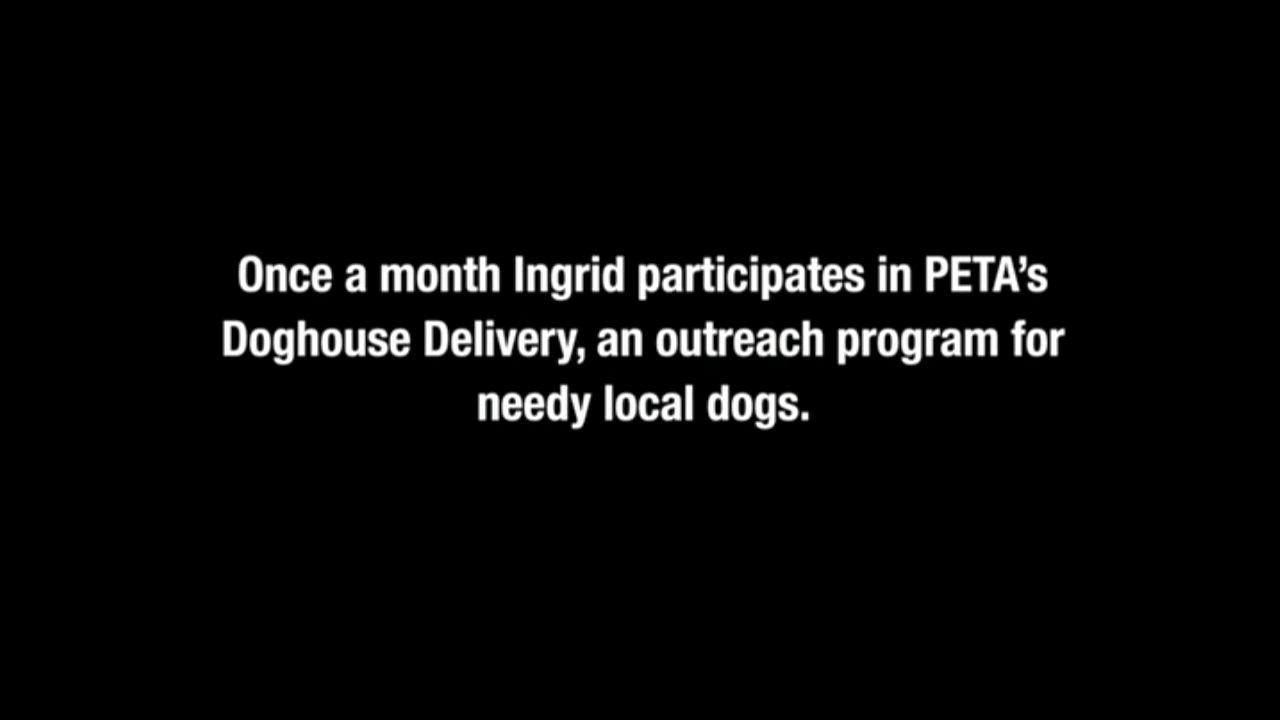 Once a month Ingrid participates in PETA’s
Doghouse Delivery, an outreach program for
needy local dogs.